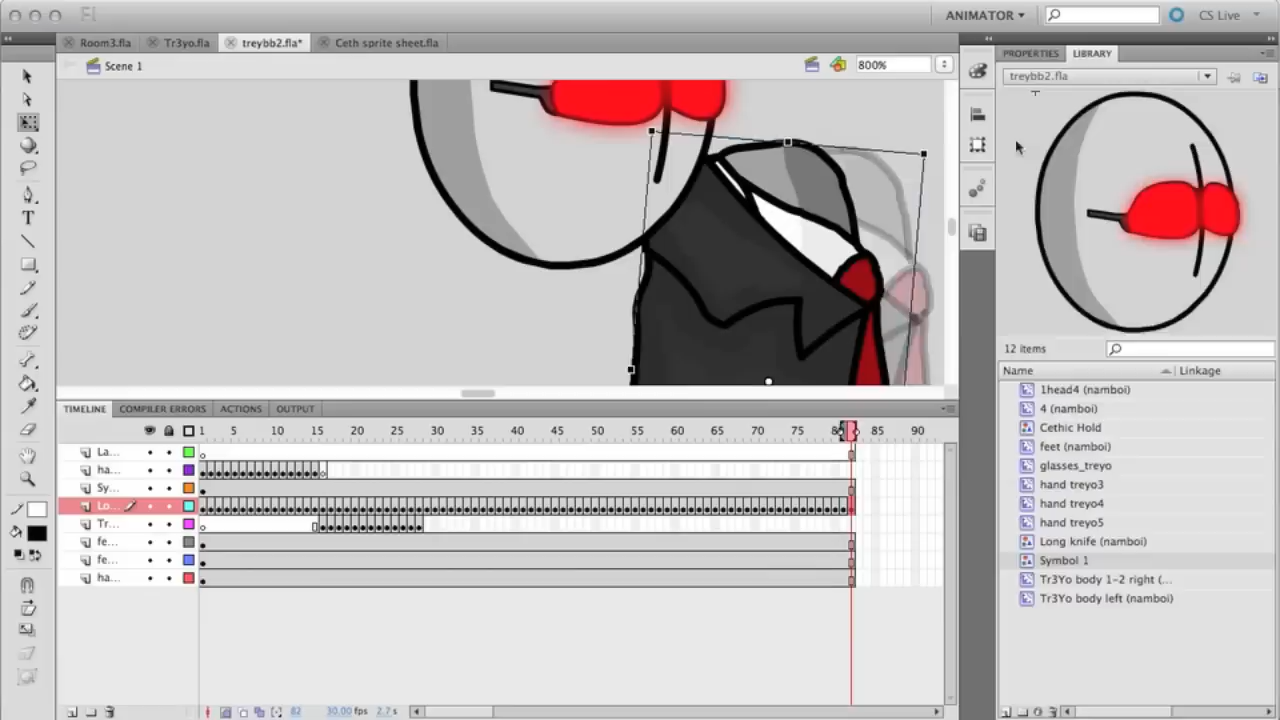 Fl
ANIMATOR
CS Live
Room3.fla
Tr3yo.fla
treybb2.fla*
Ceth sprite sheet.fla
Scene 1
800%
PROPERTIES
LIBRARY
treybb2.fla
12 items
Name
Linkage
1head4 (namboi)
4 (namboi)
Cethic Hold
feet (namboi)
glasses_treyo
hand treyo3
hand treyo4
hand treyo5
Long knife (namboi)
Symbol 1
Tr3Yo body 1-2 right (...
Tr3Yo body left (namboi)
TIMELINE
COMPILER ERRORS
ACTIONS
OUTPUT
1 5 10 15 20 25 30 35 40 45 50 55 60 65 70 75 85 90
La...
ha...
Sy...
Lo...
Tr...
fe...
fe...
ha...
82
30.00 fps
2.7 s